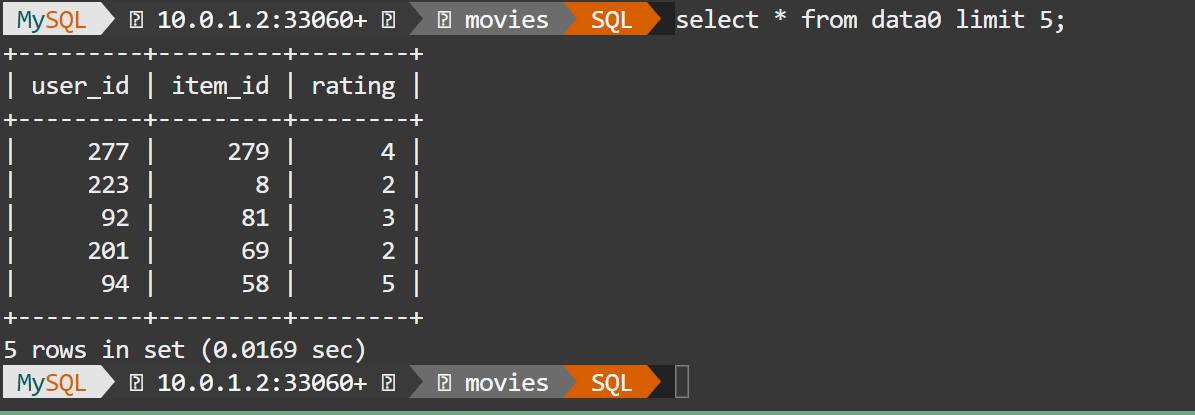 MySQL 10.0.1.2:33060+ movies SQL select * from data0 limit 5;
+---------+---------+--------+
| user_id | item_id | rating |
+---------+---------+--------+
|     277 |     279 |      4 |
|     223 |       8 |      2 |
|      92 |      81 |      3 |
|     201 |      69 |      2 |
|      94 |      58 |      5 |
+---------+---------+--------+
5 rows in set (0.0169 sec)
MySQL 10.0.1.2:33060+ movies SQL